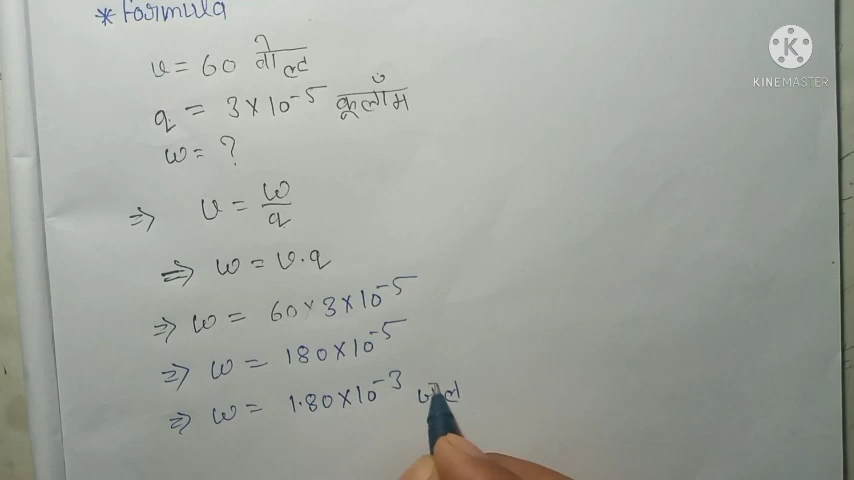 * Formula
v = 60 वोल्ट
q = 3×10⁻⁵ कूलॉम
w = ?
⇒ v = w/q
⇒ w = v.q
⇒ w = 60×3×10⁻⁵
⇒ w = 180×10⁻⁵
⇒ w = 1.80×10⁻³
KINEMASTER